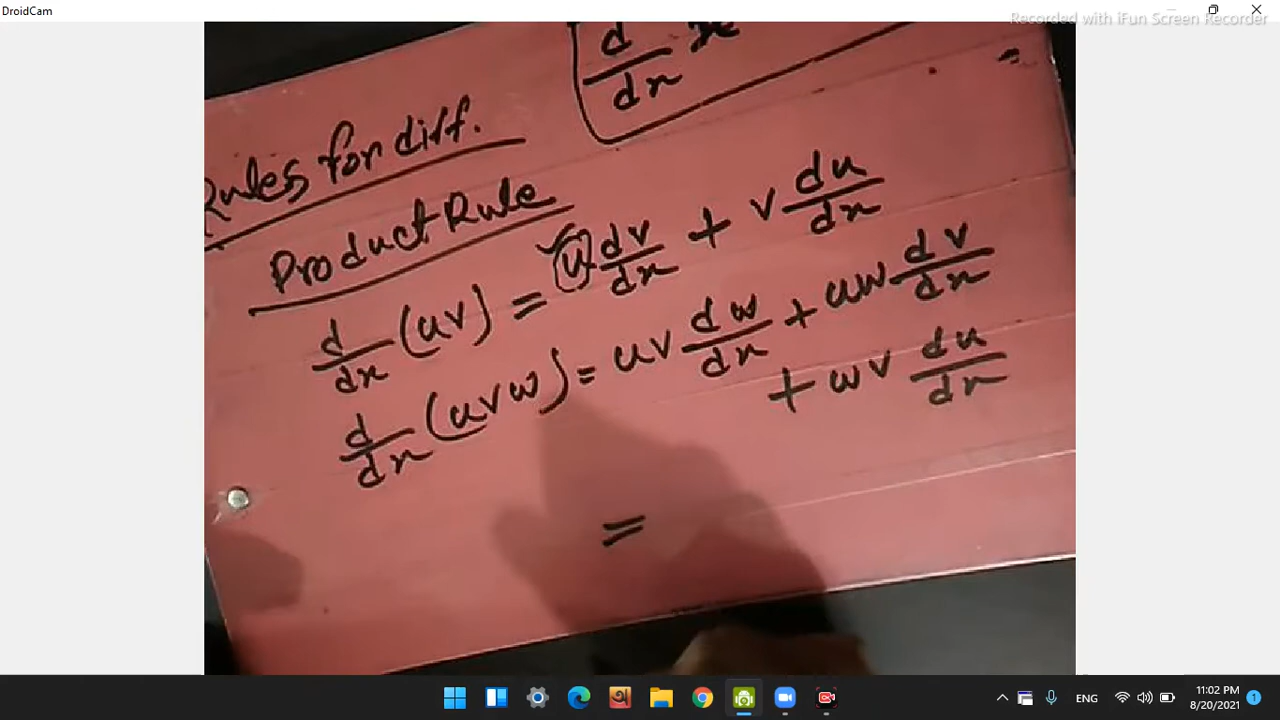 DroidCam
Recorded with iFun Screen Recorder
d/dx x
=
Rules for diff.
Product Rule
d/dx (uv) = u dv/dx + v du/dx
d/dx (uvw) = uv dw/dx + uw dv/dx
+ wv du/dx
=
ENG
11:02 PM
8/20/2021
1